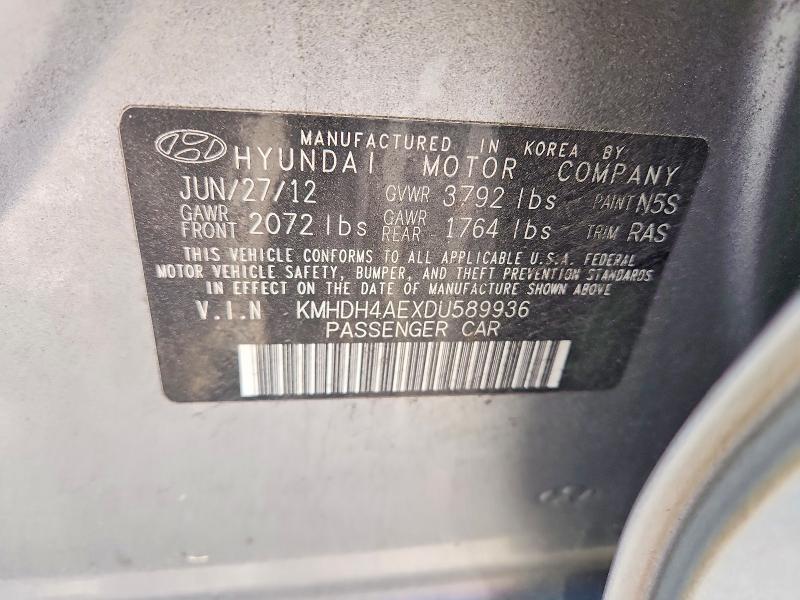 MANUFACTURED IN KOREA BY
HYUNDAI MOTOR COMPANY
JUN/27/12 GVWR 3792 lbs PAINT N5S
GAWR FRONT 2072 lbs GAWR REAR 1764 lbs TRIM RAS
THIS VEHICLE CONFORMS TO ALL APPLICABLE U.S.A. FEDERAL
MOTOR VEHICLE SAFETY, BUMPER, AND THEFT PREVENTION STANDARDS
IN EFFECT ON THE DATE OF MANUFACTURE SHOWN ABOVE
V.I.N KMHDH4AEXDU589936
PASSENGER CAR